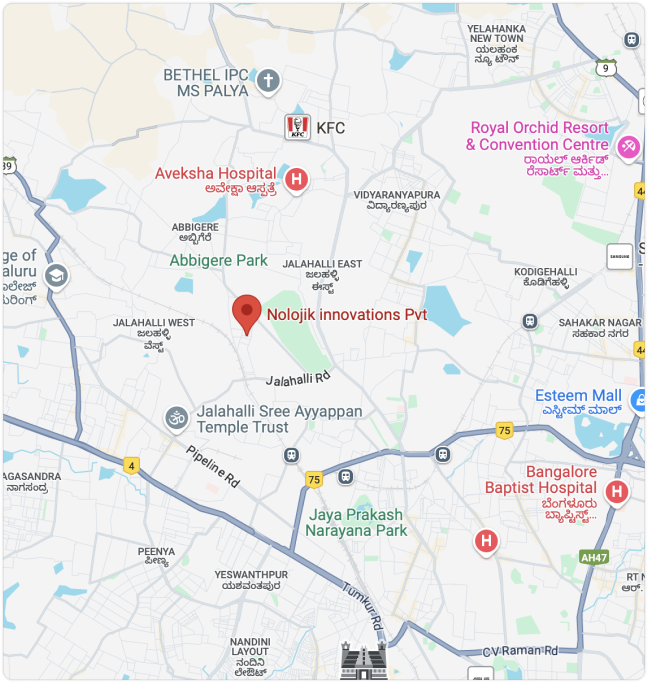 YELAHANKA
NEW TOWN
ಯಲಹಂಕ
ನ್ಯೂ ಟೌನ್
9
BETHEL IPC
MS PALYA
KFC
KFC
Royal Orchid Resort
& Convention Centre
ರಾಯಲ್ ಆರ್ಕಿಡ್
ರೆಸಾರ್ಟ್ ಮತ್ತು...
39
Aveksha Hospital
ಅವೇಕ್ಷಾ ಆಸ್ಪತ್ರೆ
H
VIDYARANYAPURA
ವಿದ್ಯಾರಣ್ಯಪುರ
44
ABBIGERE
ಅಬ್ಬಿಗೆರೆ
Abbigere Park
SAMSUNG
S
ge of
aluru
ಾಲೇಜ್
ೂರಿಂಗ್
JALAHALLI EAST
ಜಲಹಳ್ಳಿ
ಈಸ್ಟ್
KODIGEHALLI
ಕೊಡಿಗೆಹಳ್ಳಿ
Nolojik innovations Pvt
JALAHALLI WEST
ಜಲಹಳ್ಳಿ
ವೆಸ್ಟ್
SAHAKAR NAGAR
ಸಹಕಾರ ನಗರ
44
Jalahalli Rd
Esteem Mall
ಎಸ್ಟೀಮ್ ಮಾಲ್
ॐ
Jalahalli Sree Ayyappan
Temple Trust
75
4
Pipeline Rd
75
AGASANDRA
ನಾಗಸಂದ್ರ
Bangalore
Baptist Hospital
ಬೆಂಗಳೂರು
ಬ್ಯಾಪ್ಟಿಸ್ಟ್...
H
Jaya Prakash
Narayana Park
H
PEENYA
ಪೀಣ್ಯ
AH47
YESWANTHPUR
ಯಶವಂತಪುರ
RT N
ಆರ್.
Tumkur Rd
NANDINI
LAYOUT
ನಂದಿನಿ
ಲೇಔಟ್
CV Raman Rd